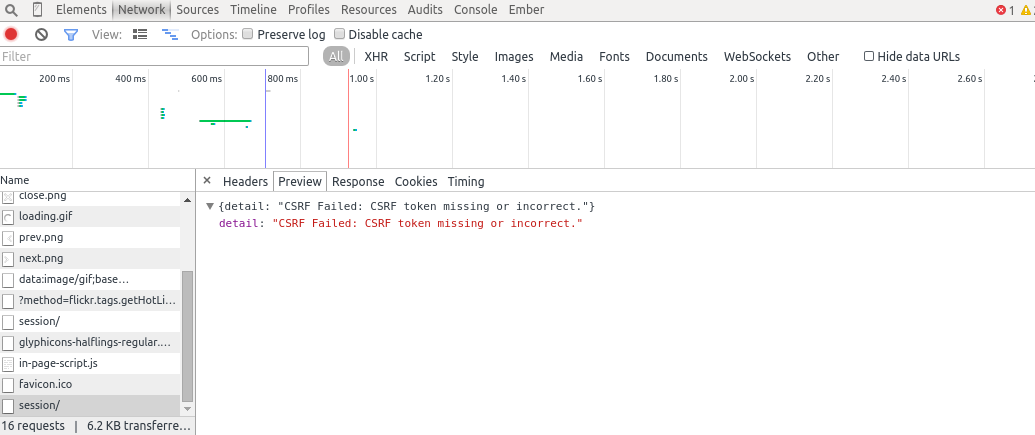 Elements Network Sources Timeline Profiles Resources Audits Console Ember 1
View: Options: Preserve log Disable cache
Filter All XHR Script Style Images Media Fonts Documents WebSockets Other Hide data URLs
200 ms 400 ms 600 ms 800 ms 1.00 s 1.20 s 1.40 s 1.60 s 1.80 s 2.00 s 2.20 s 2.40 s 2.60 s
Name × Headers Preview Response Cookies Timing
close.png
loading.gif
prev.png
next.png
data:image/gif;base…
?method=flickr.tags.getHotLi…
session/
glyphicons-halflings-regular.…
in-page-script.js
favicon.ico
session/
16 requests | 6.2 KB transferre…
{detail: "CSRF Failed: CSRF token missing or incorrect."}
detail: "CSRF Failed: CSRF token missing or incorrect."